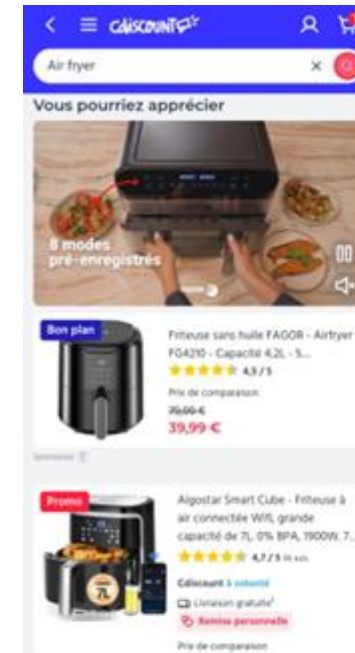 Cdiscount
Air fryer
Vous pourriez apprécier
8 modes
pré-enregistrés
Bon plan
Friteuse sans huile FAGOR - Airfryer
FG4210 - Capacité 4,2L - 5...
4,5 / 5
Prix de comparaison
79,99 €
39,99 €
Sponsorisé
Promo
Aigostar Smart Cube - Friteuse à
air connectée Wifi, grande
capacité de 7L, 0% BPA, 1900W, 7...
4,7 / 5
7L
Cdiscount à volonté
Livraison gratuite¹
Remise personnelle
Prix de comparaison